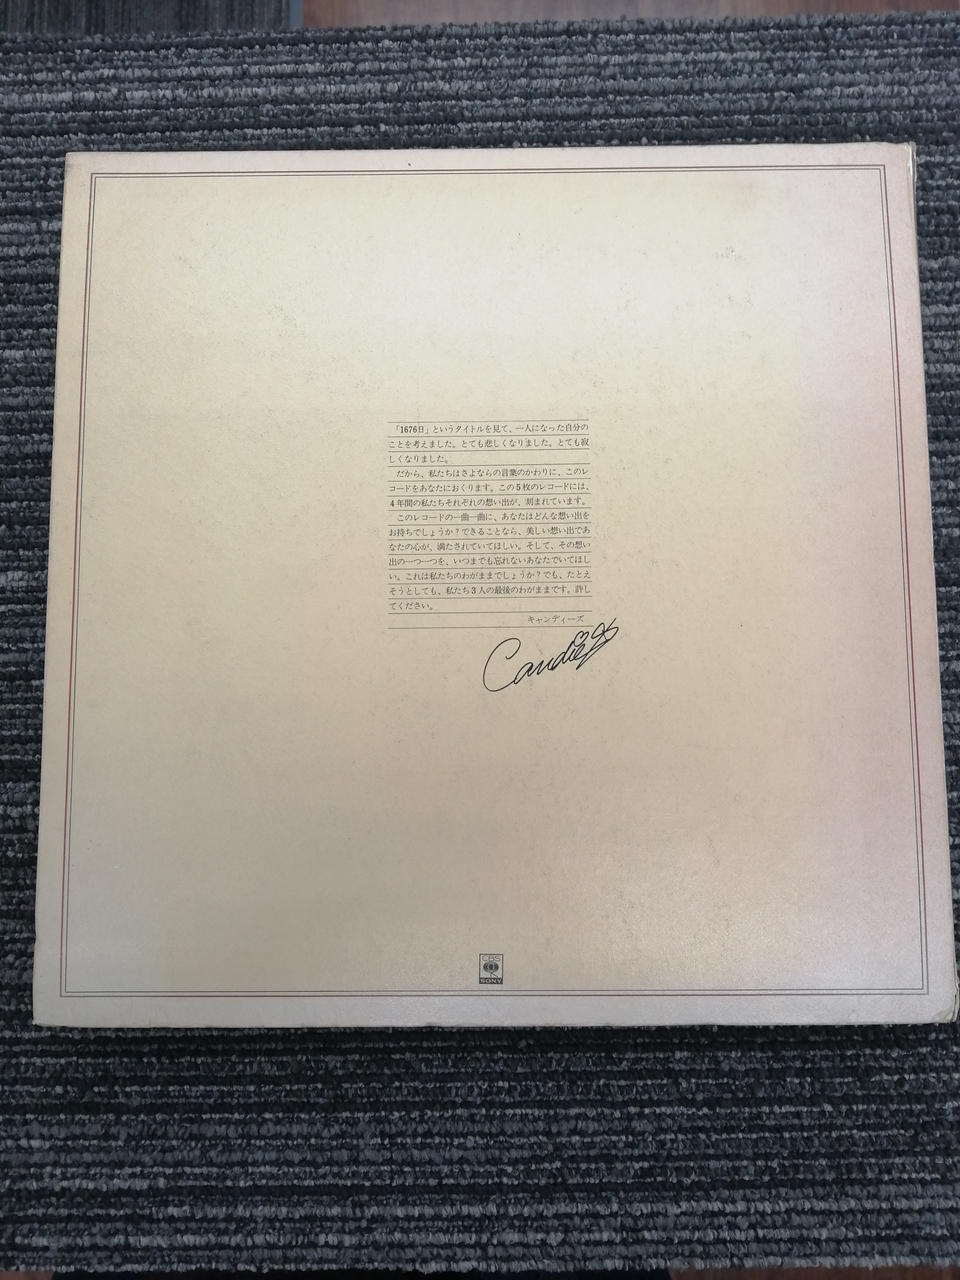 「1676日」というタイトルを見て、一人になった自分の
ことを考えました。とても悲しくなりました。とても寂
しくなりました。
だから、私たちはさよならの言葉のかわりに、このレ
コードをあなたにおくります。この5枚のレコードには、
4年間の私たちそれぞれの想い出が、刻まれています。
このレコードの一曲一曲に、あなたはどんな想い出を
お持ちでしょうか？できることなら、美しい想い出であ
なたの心が、満たされていてほしい。そして、その想い
出の一つ一つを、いつまでも忘れないあなたでいてほし
い。これは私たちのわがままでしょうか？でも、たとえ
そうとしても、私たち3人の最後のわがままです。許し
てください。
キャンディーズ
Candies
CBS
SONY